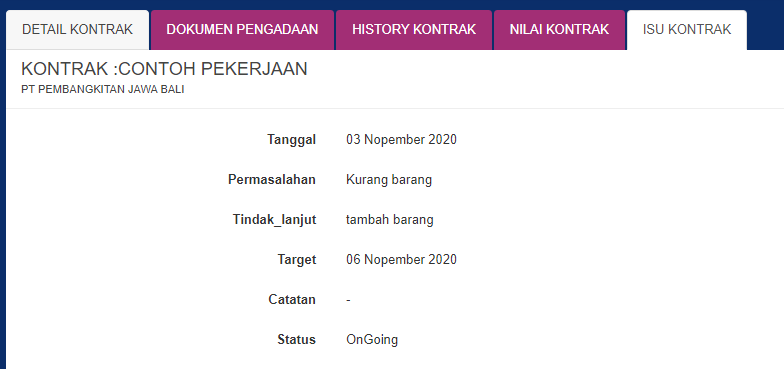 DETAIL KONTRAK DOKUMEN PENGADAAN HISTORY KONTRAK NILAI KONTRAK ISU KONTRAK
KONTRAK :CONTOH PEKERJAAN
PT PEMBANGKITAN JAWA BALI
Tanggal 03 Nopember 2020
Permasalahan Kurang barang
Tindak_lanjut tambah barang
Target 06 Nopember 2020
Catatan -
Status OnGoing